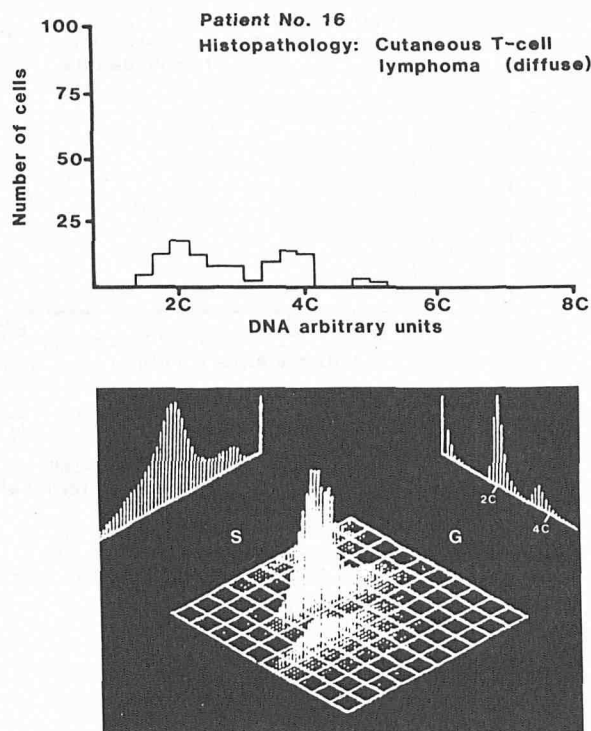 Patient No. 16
Histopathology: Cutaneous T-cell
lymphoma (diffuse)
Number of cells
100
75
50
25
2C
4C
6C
8C
DNA arbitrary units
S
G
2C
4C